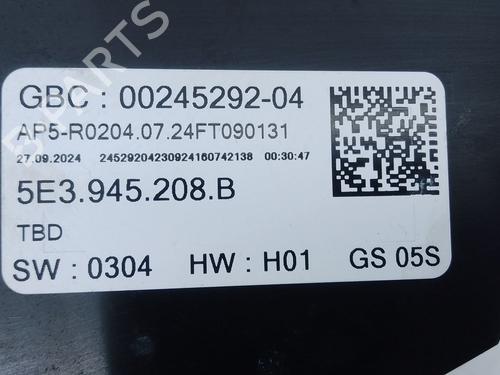 GBC : 00245292-04
AP5-R0204.07.24FT090131
27.09.2024 24529204230924160742138 00:30:47
5E3.945.208.B
TBD
SW : 0304 HW : H01 GS 05S
B-PARTS